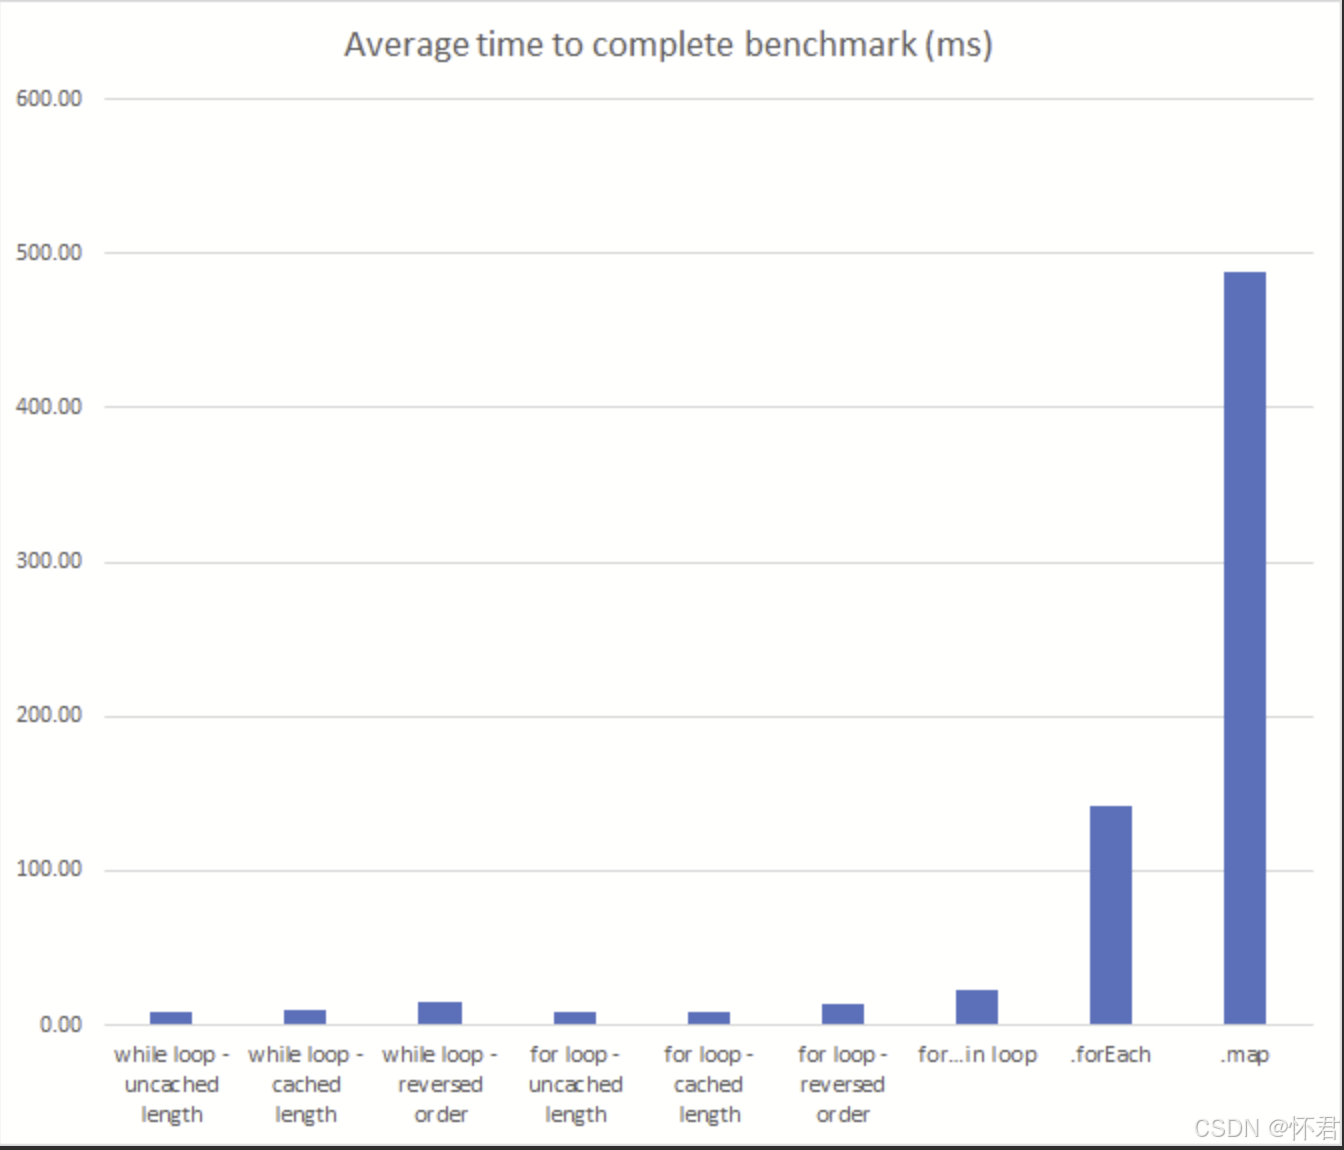 Average time to complete benchmark (ms)
600.00
500.00
400.00
300.00
200.00
100.00
0.00
while loop - uncached length
while loop - cached length
while loop - reversed order
for loop - uncached length
for loop - cached length
for loop - reversed order
for...in loop
.forEach
.map
CSDN @怀君